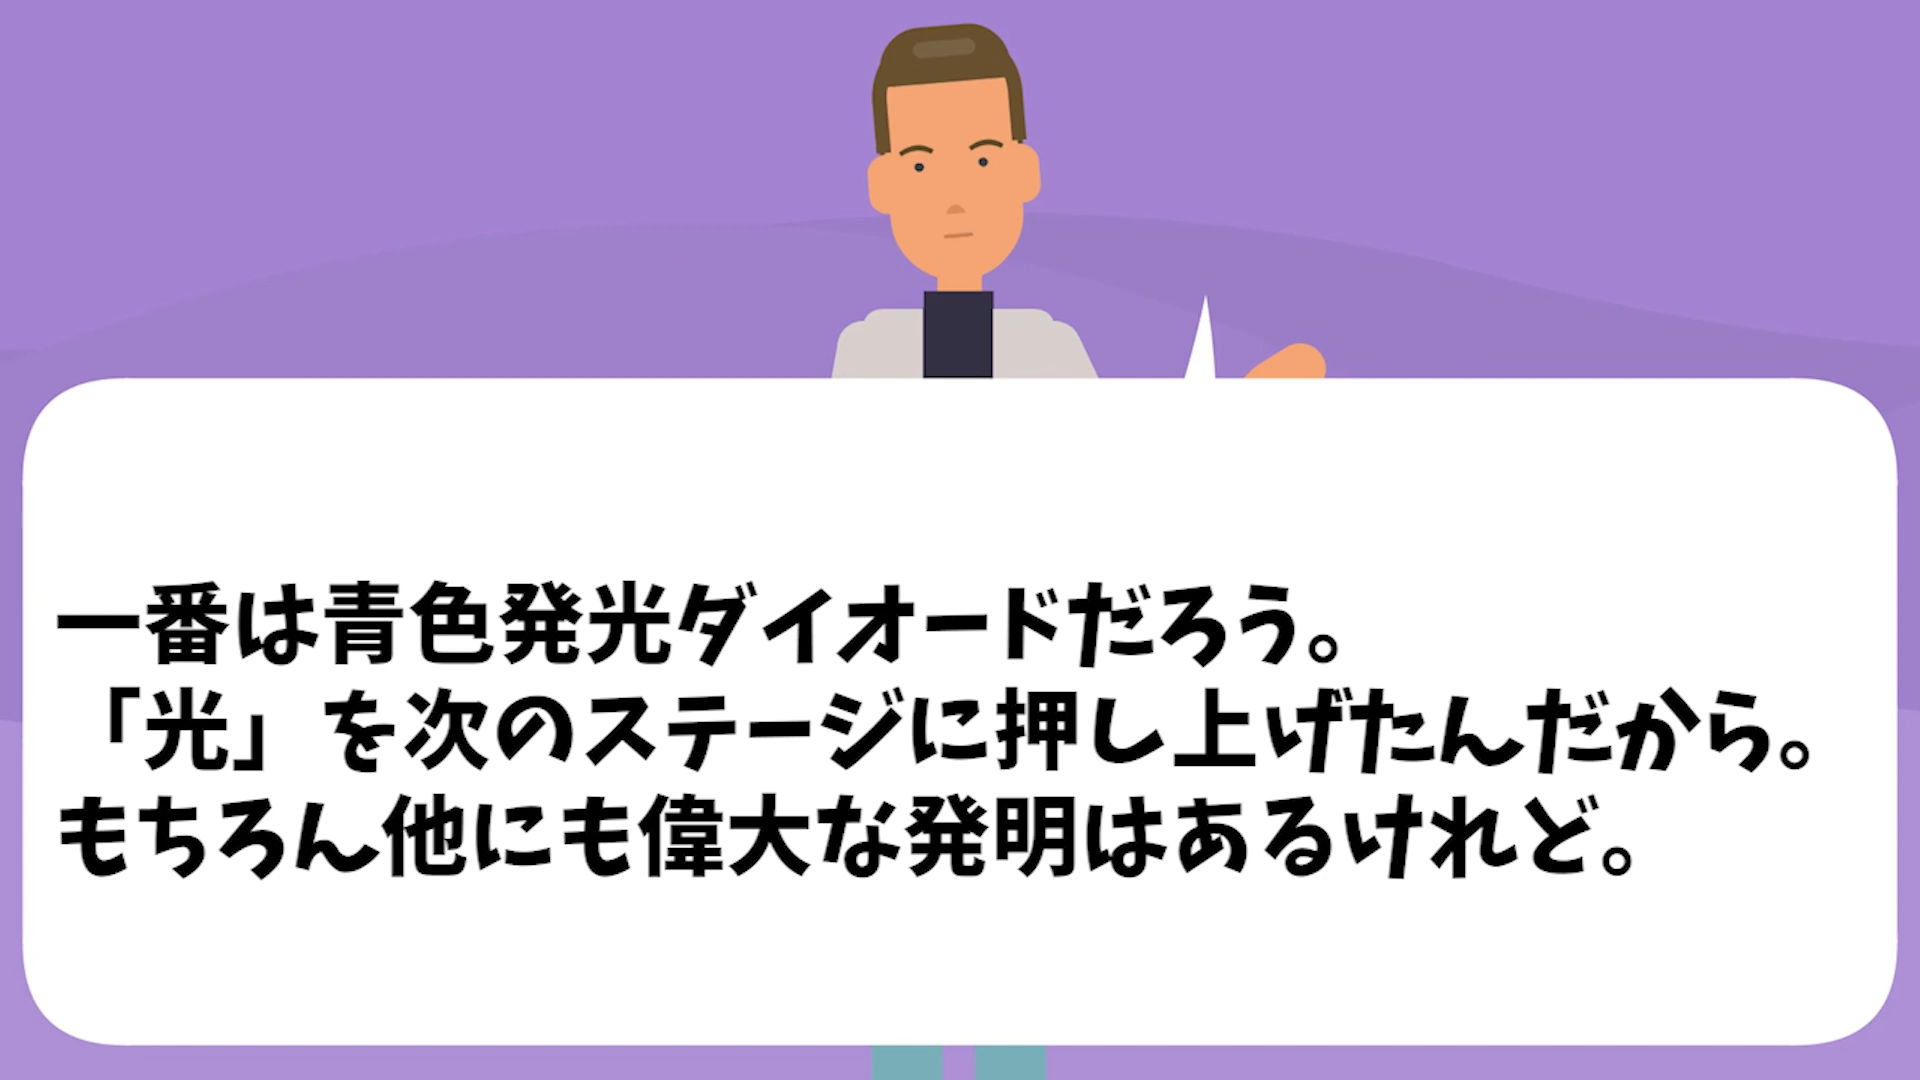 一番は青色発光ダイオードだろう。
「光」を次のステージに押し上げたんだから。
もちろん他にも偉大な発明はあるけれど。